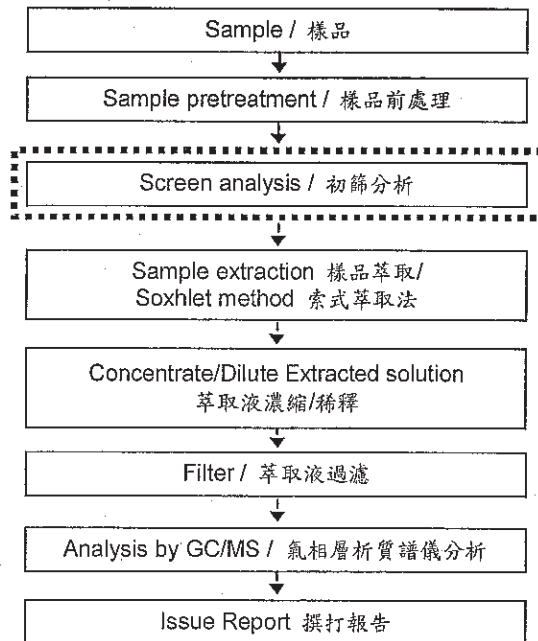 Sample / 樣品
Sample pretreatment / 樣品前處理
Screen analysis / 初篩分析
Sample extraction 樣品萃取/
Soxhlet method 索式萃取法
Concentrate/Dilute Extracted solution
萃取液濃縮/稀釋
Filter / 萃取液過濾
Analysis by GC/MS / 氣相層析質譜儀分析
Issue Report 撰打報告